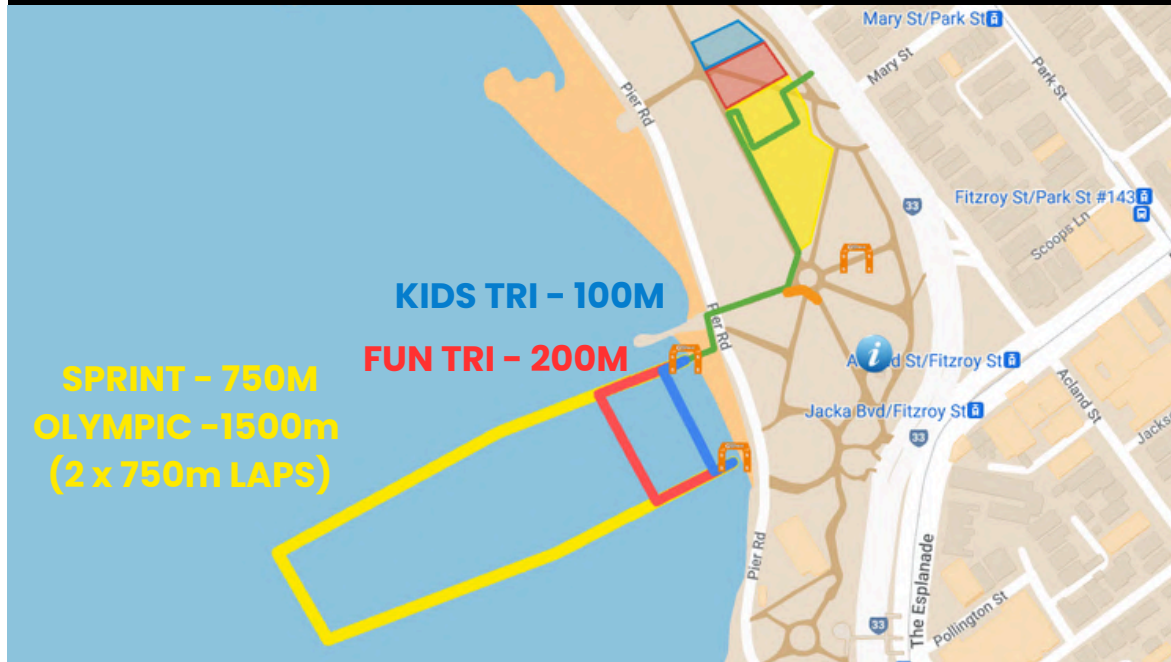 Mary St/Park St
Mary St
Park St
Pier Rd
Fitzroy St/Park St #143
33
Scoops Ln
KIDS TRI - 100M
Pier Rd
FUN TRI - 200M
i
d St/Fitzroy St
SPRINT - 750M
OLYMPIC -1500m
(2 x 750m LAPS)
Acland St
Jacka Bvd/Fitzroy St
Jacks
33
Pier Rd
The Esplanade
Pollington St
33